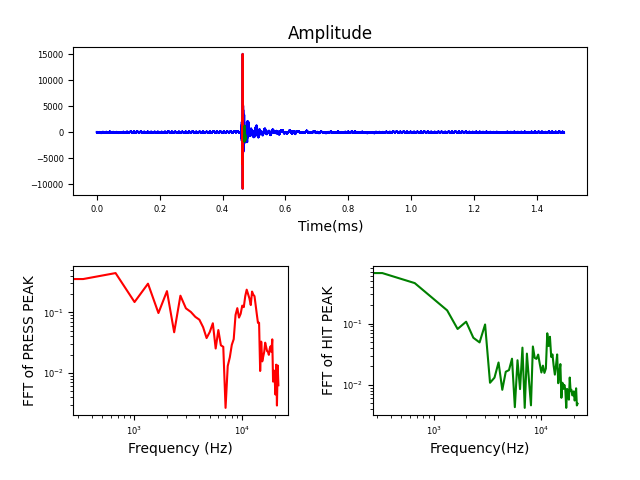 Amplitude
15000
10000
5000
0
−5000
−10000
0.0 0.2 0.4 0.6 0.8 1.0 1.2 1.4
Time(ms)
FFT of PRESS PEAK
10⁻¹
10⁻²
10³ 10⁴
Frequency (Hz)
FFT of HIT PEAK
10⁻¹
10⁻²
10³ 10⁴
Frequency(Hz)